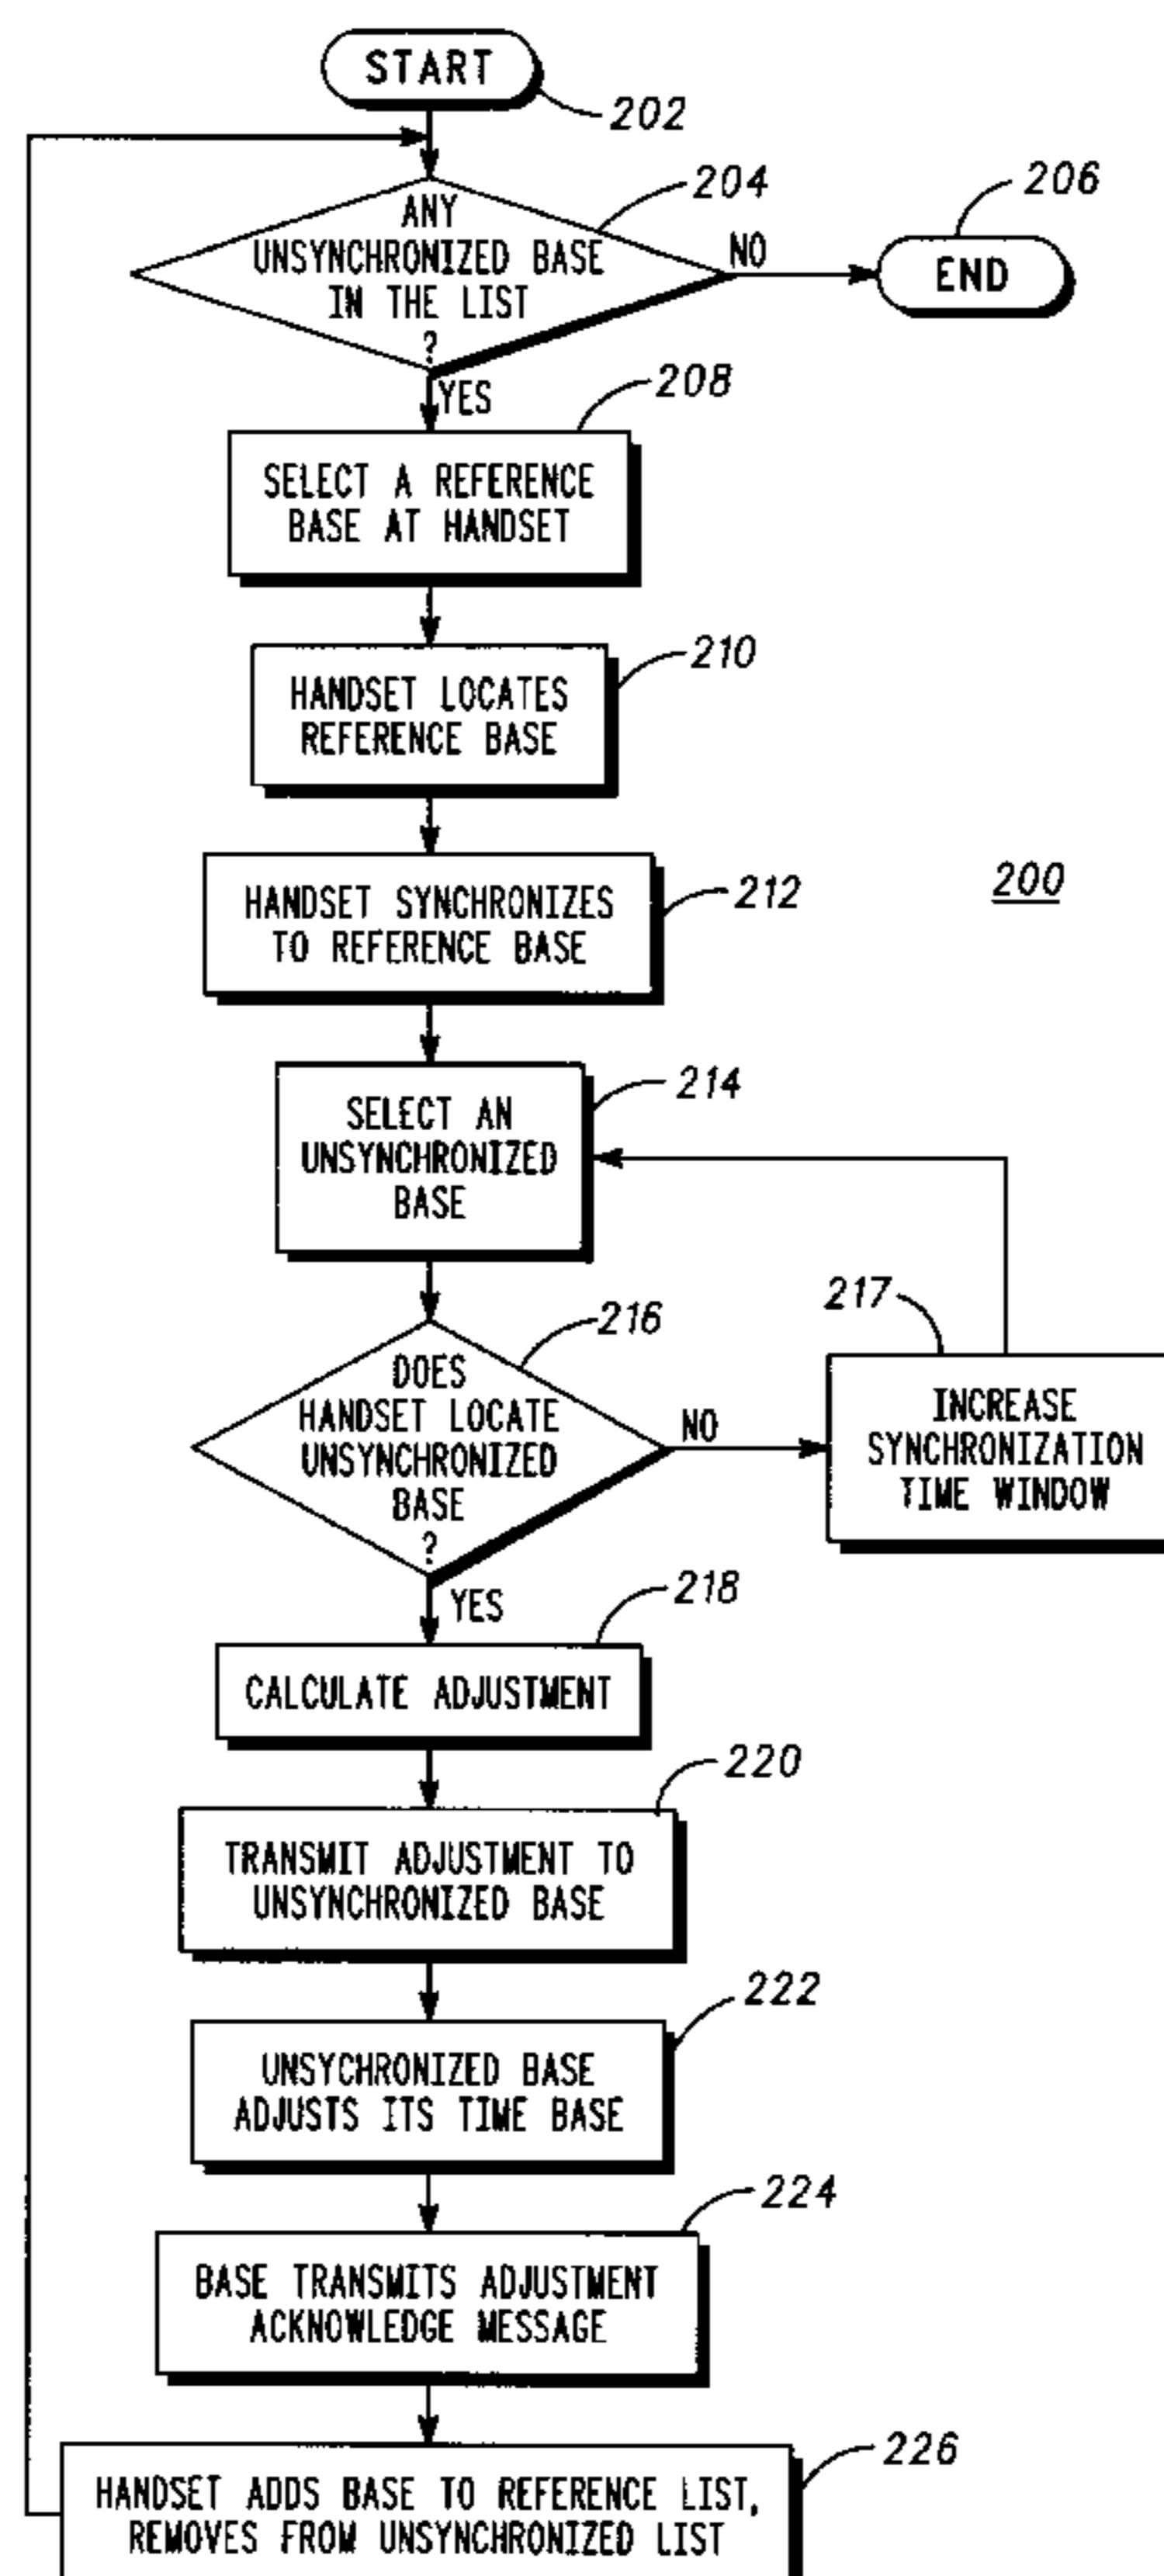 START
202
204
ANY
UNSYNCHRONIZED BASE
IN THE LIST
?
NO
206
END
YES
208
SELECT A REFERENCE
BASE AT HANDSET
210
HANDSET LOCATES
REFERENCE BASE
212
HANDSET SYNCHRONIZES
TO REFERENCE BASE
200
214
SELECT AN
UNSYNCHRONIZED
BASE
216
DOES
HANDSET LOCATE
UNSYNCHRONIZED
BASE
?
NO
217
INCREASE
SYNCHRONIZATION
TIME WINDOW
YES
218
CALCULATE ADJUSTMENT
220
TRANSMIT ADJUSTMENT TO
UNSYNCHRONIZED BASE
222
UNSYCHRONIZED BASE
ADJUSTS ITS TIME BASE
224
BASE TRANSMITS ADJUSTMENT
ACKNOWLEDGE MESSAGE
226
HANDSET ADDS BASE TO REFERENCE LIST,
REMOVES FROM UNSYNCHRONIZED LIST